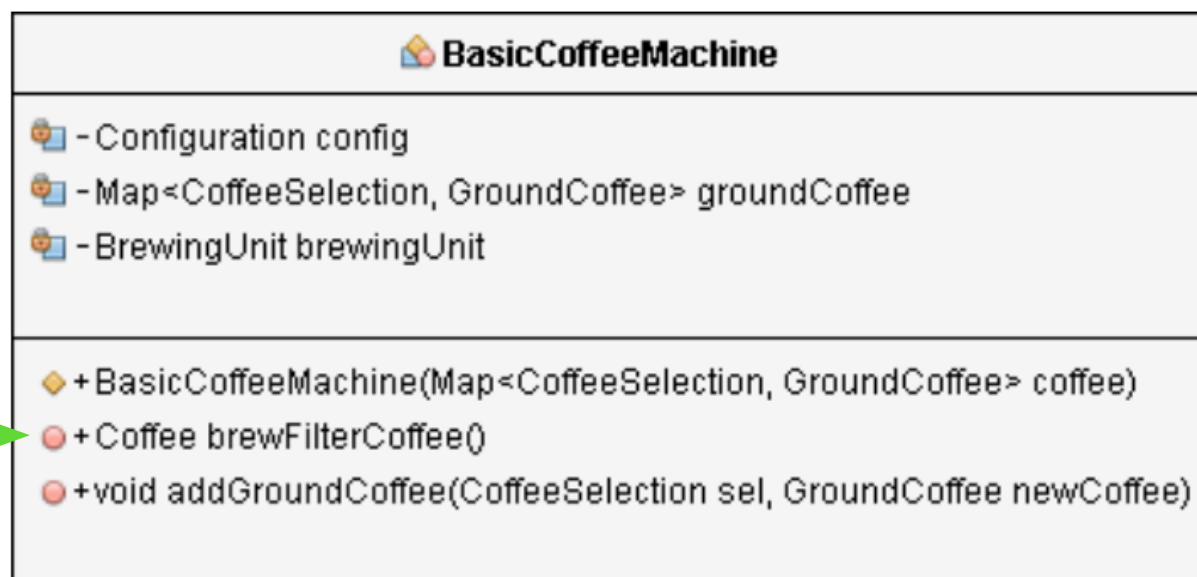 BasicCoffeeMachine
-Configuration config
-Map<CoffeeSelection, GroundCoffee> groundCoffee
-BrewingUnit brewingUnit
+BasicCoffeeMachine(Map<CoffeeSelection, GroundCoffee> coffee)
+Coffee brewFilterCoffee()
+void addGroundCoffee(CoffeeSelection sel, GroundCoffee newCoffee)